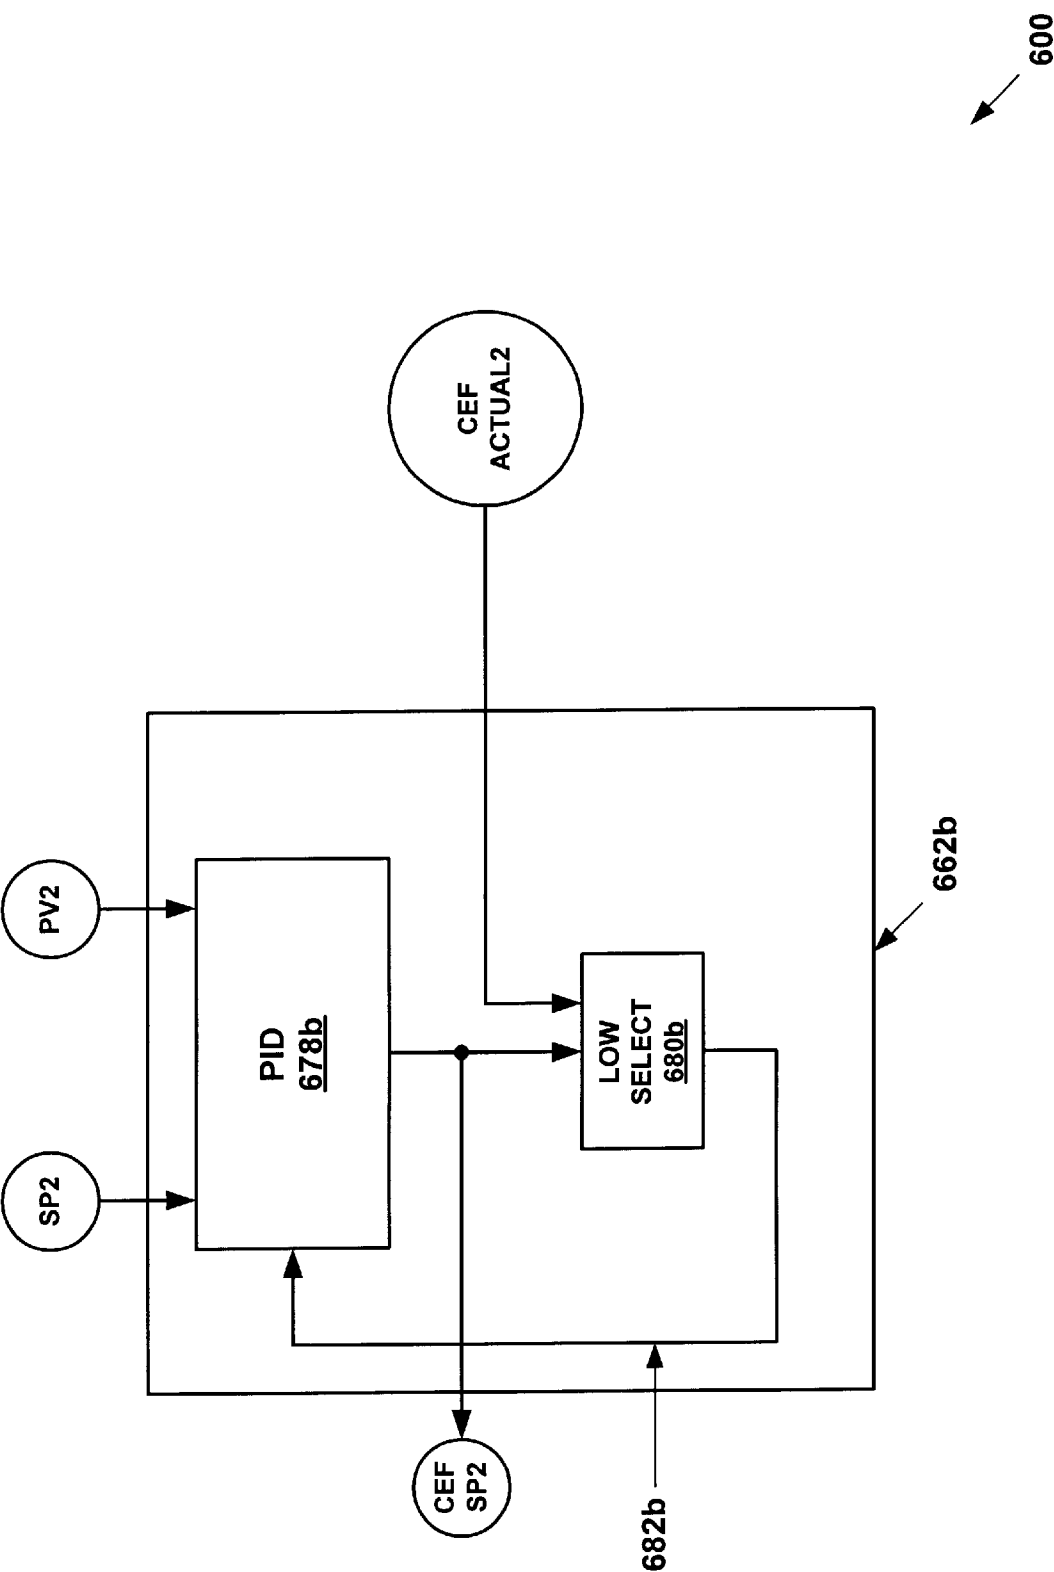 600
CEF
ACTUAL2
PV2
662b
PID
678b
LOW
SELECT
680b
SP2
CEF
SP2
682b